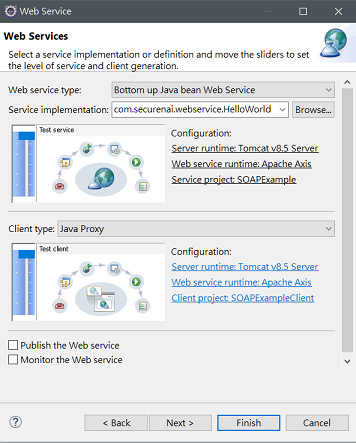 Web Service
Web Services
Select a service implementation or definition and move the sliders to set
the level of service and client generation.
Web service type: Bottom up Java bean Web Service
Service implementation: com.securenai.webservice.HelloWorld Browse...
Test service
Configuration:
Server runtime: Tomcat v8.5 Server
Web service runtime: Apache Axis
Service project: SOAPExample
Client type: Java Proxy
Test client
Configuration:
Server runtime: Tomcat v8.5 Server
Web service runtime: Apache Axis
Client project: SOAPExampleClient
Publish the Web service
Monitor the Web service
? < Back Next > Finish Cancel